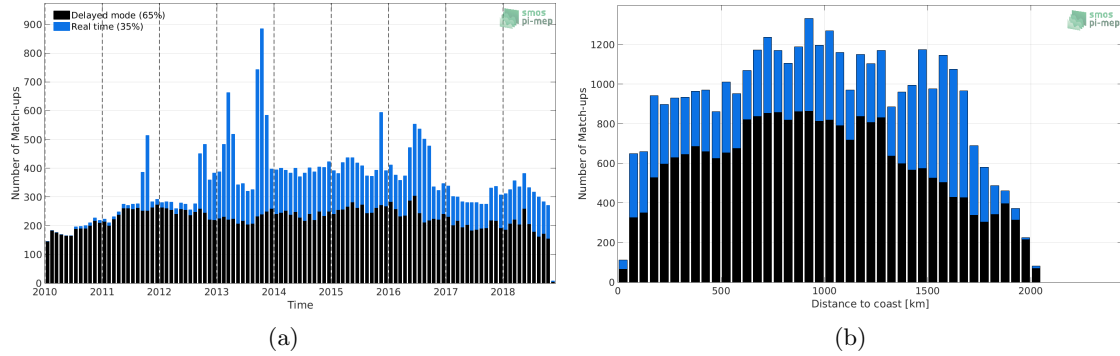 Delayed mode (65%)
Real time (35%)
smos
pi-mep
900
800
700
600
500
400
300
200
100
0
Number of Match-ups
2010 2011 2012 2013 2014 2015 2016 2017 2018
Time
(a)
smos
pi-mep
1200
1000
800
600
400
200
0
Number of Match-ups
0 500 1000 1500 2000
Distance to coast [km]
(b)